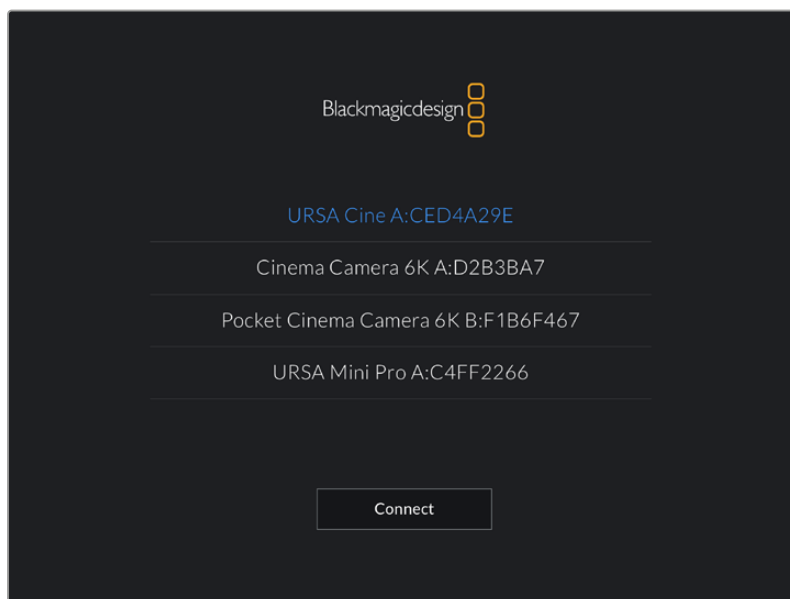 Blackmagicdesign
URSA Cine A:CED4A29E
Cinema Camera 6K A:D2B3BA7
Pocket Cinema Camera 6K B:F1B6F467
URSA Mini Pro A:C4FF2266
Connect